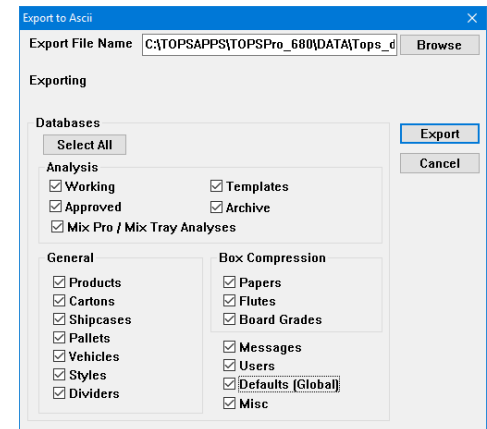 Export to Ascii
Export File Name C:\TOPSAPPS\TOPSPro_680\DATA\Tops_d Browse
Exporting
Databases
Export
Select All
Cancel
Analysis
Working Templates
Approved Archive
Mix Pro / Mix Tray Analyses
General Box Compression
Products Papers
Cartons Flutes
Shipcases Board Grades
Pallets
Messages
Vehicles
Users
Styles
Defaults (Global)
Dividers
Misc